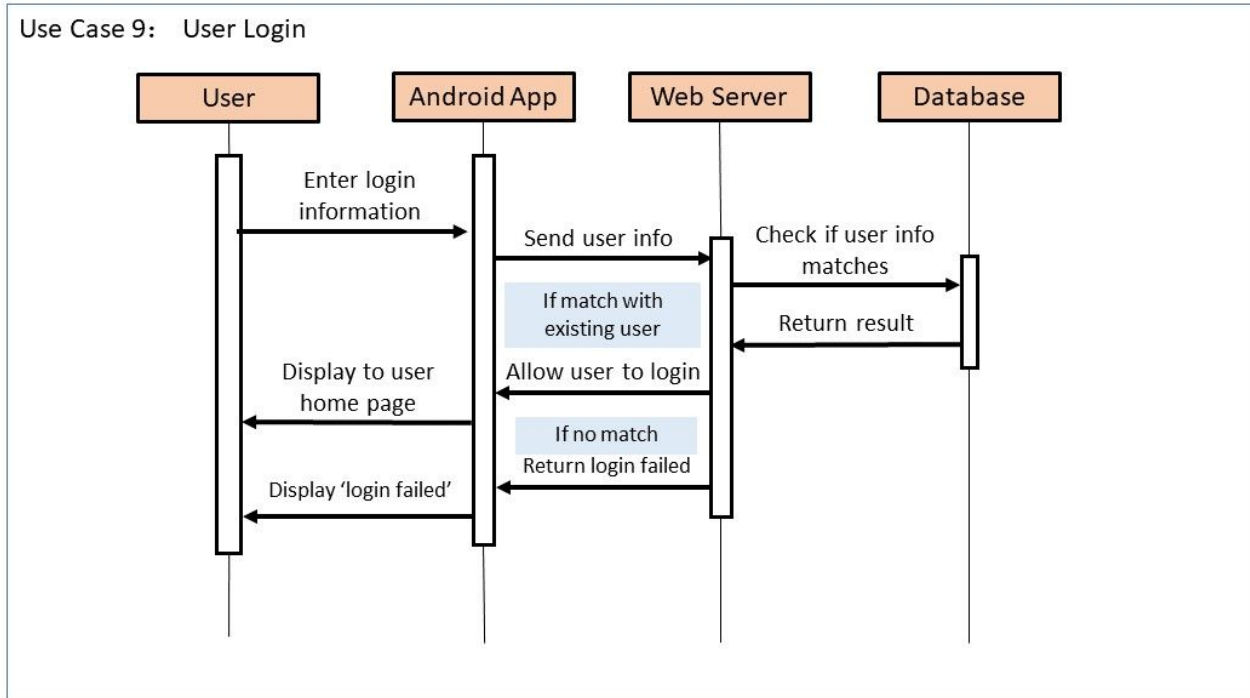 Use Case 9： User Login
User
Android App
Web Server
Database
Enter login
information
Send user info
Check if user info
matches
If match with
existing user
Return result
Allow user to login
Display to user
home page
If no match
Return login failed
Display ‘login failed’